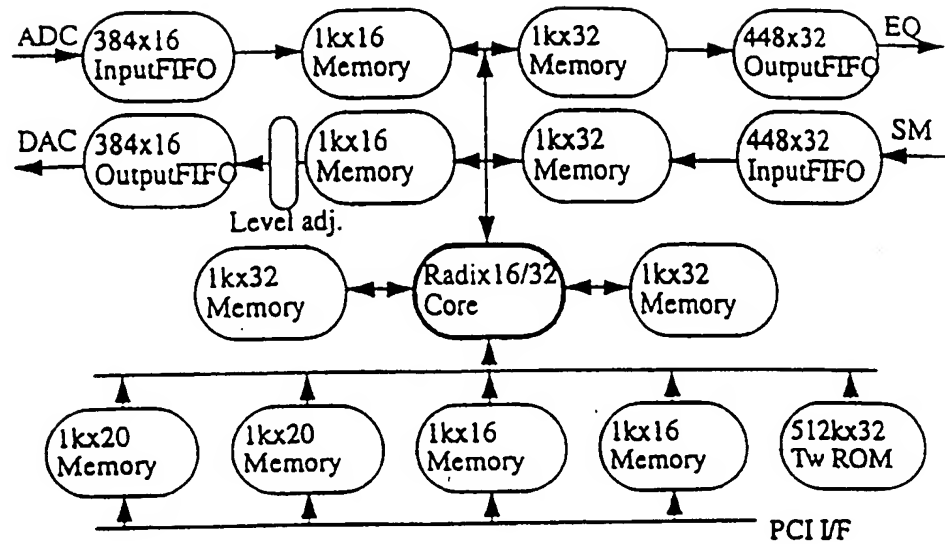 ADC
384x16
InputFIFO
1kx16
Memory
1kx32
Memory
448x32
OutputFIFO
EQ
DAC
384x16
OutputFIFO
Level adj.
1kx16
Memory
1kx32
Memory
448x32
InputFIFO
SM
1kx32
Memory
Radix16/32
Core
1kx32
Memory
1kx20
Memory
1kx20
Memory
1kx16
Memory
1kx16
Memory
512kx32
Tw ROM
PCI I/F